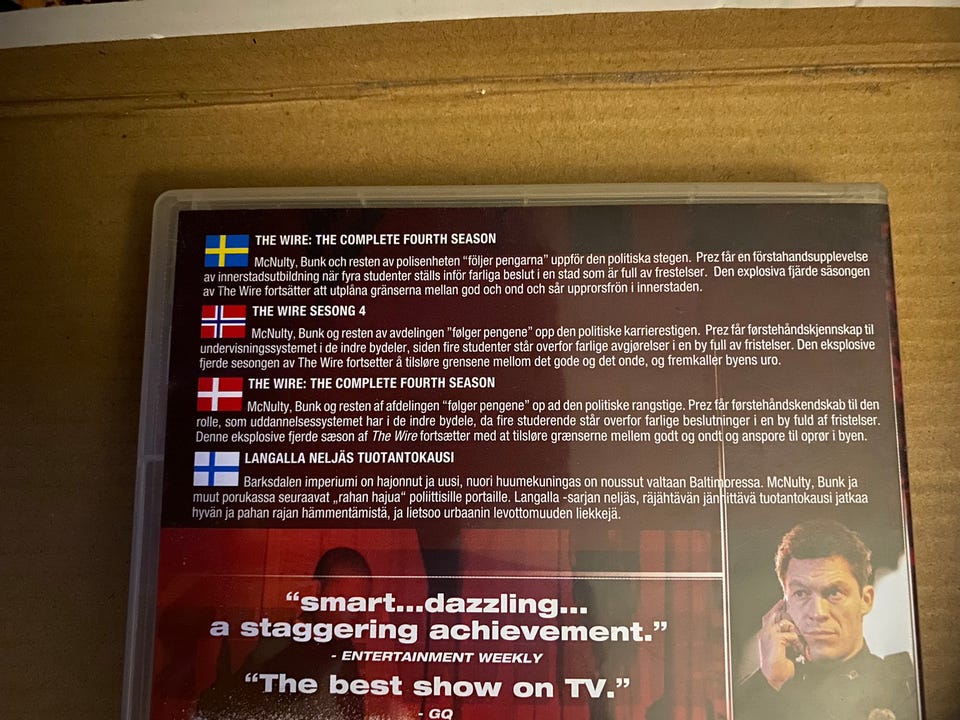 THE WIRE: THE COMPLETE FOURTH SEASON
McNulty, Bunk och resten av polisenheten "följer pengarna" uppför den politiska stegen. Prez får en förstahandsupplevelse
av innerstadsutbildning när fyra studenter ställs inför farliga beslut i en stad som är full av frestelser. Den explosiva fjärde säsongen
av The Wire fortsätter att utplåna gränserna mellan god och ond och sår upprorsfrön i innerstaden.
THE WIRE SESONG 4
McNulty, Bunk og resten av avdelingen "følger pengene" opp den politiske karrierestigen. Prez får førstehåndskjennskap til
undervisningssystemet i de indre bydeler, siden fire studenter står overfor farlige avgjørelser i en by full av fristelser. Den eksplosive
fjerde sesongen av The Wire fortsetter å tilsløre grensene mellom det gode og det onde, og fremkaller byens uro.
THE WIRE: THE COMPLETE FOURTH SEASON
McNulty, Bunk og resten af afdelingen "følger pengene" op ad den politiske rangstige. Prez får førstehåndskendskab til den
rolle, som uddannelsessystemet har i de indre bydele, da fire studerende står overfor farlige beslutninger i en by fuld af fristelser.
Denne eksplosive fjerde sæson af The Wire fortsætter med at tilsløre grænserne mellem godt og ondt og anspore til oprør i byen.
LANGALLA NELJÄS TUOTANTOKAUSI
Barksdalen imperiumi on hajonnut ja uusi, nuori huumekuningas on noussut valtaan Baltimoressa. McNulty, Bunk ja
muut porukassa seuraavat „rahan hajua“ poliittisille portaille. Langalla -sarjan neljäs, räjähtävän jännittävä tuotantokausi jatkaa
hyvän ja pahan rajan hämmentämistä, ja lietsoo urbaanin levottomuuden liekkejä.
"smart...dazzling...
a staggering achievement."
- ENTERTAINMENT WEEKLY
"The best show on TV."
- GQ